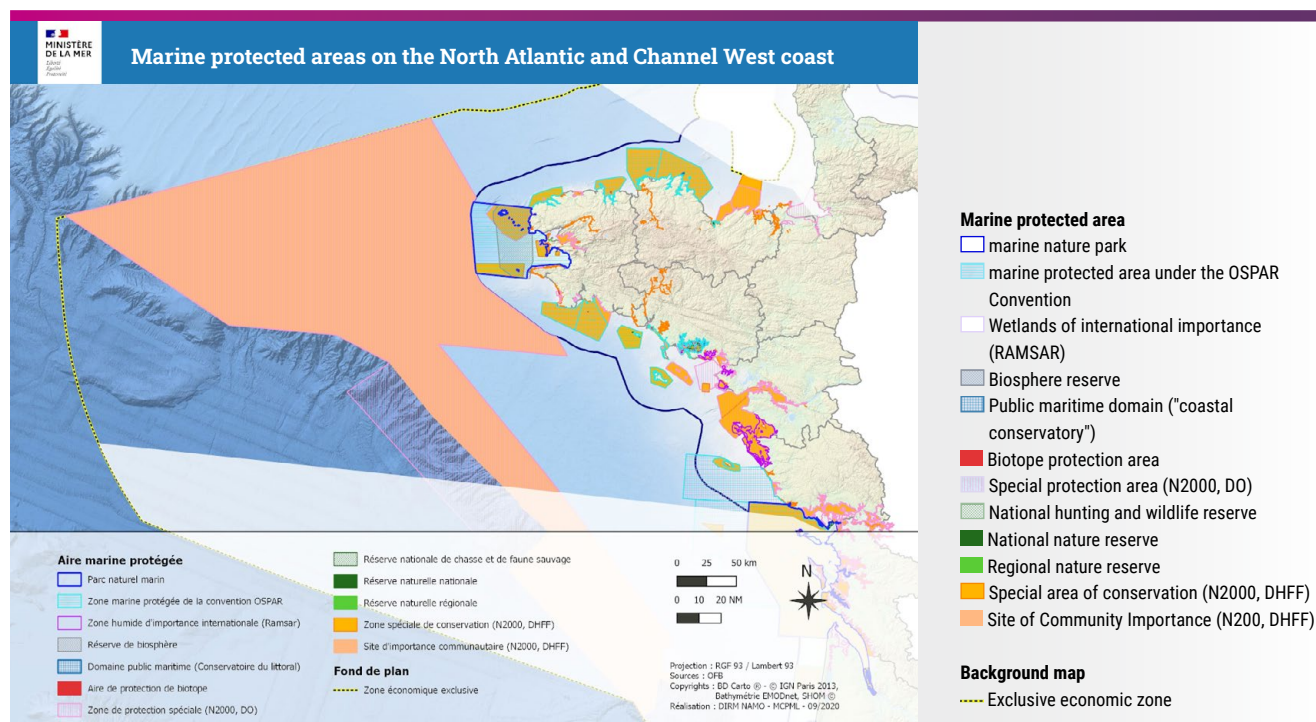 MINISTÈRE
DE LA MER
Liberté
Égalité
Fraternité
Marine protected areas on the North Atlantic and Channel West coast
Aire marine protégée
Parc naturel marin
Zone marine protégée de la convention OSPAR
Zone humide d'importance internationale (Ramsar)
Réserve de biosphère
Domaine public maritime (Conservatoire du littoral)
Aire de protection de biotope
Zone de protection spéciale (N2000, DO)
Réserve nationale de chasse et de faune sauvage
Réserve naturelle nationale
Réserve naturelle régionale
Zone spéciale de conservation (N2000, DHFF)
Site d'importance communautaire (N2000, DHFF)
Fond de plan
Zone économique exclusive
0 25 50 km
0 10 20 NM
N
Projection : RGF 93 / Lambert 93
Sources : OFB
Copyrights : BD Carto ® - © IGN Paris 2013,
Bathymétrie EMODnet, SHOM ©
Réalisation : DIRM NAMO - MCPML - 09/2020
Marine protected area
marine nature park
marine protected area under the OSPAR
Convention
Wetlands of international importance
(RAMSAR)
Biosphere reserve
Public maritime domain ("coastal
conservatory")
Biotope protection area
Special protection area (N2000, DO)
National hunting and wildlife reserve
National nature reserve
Regional nature reserve
Special area of conservation (N2000, DHFF)
Site of Community Importance (N200, DHFF)
Background map
Exclusive economic zone